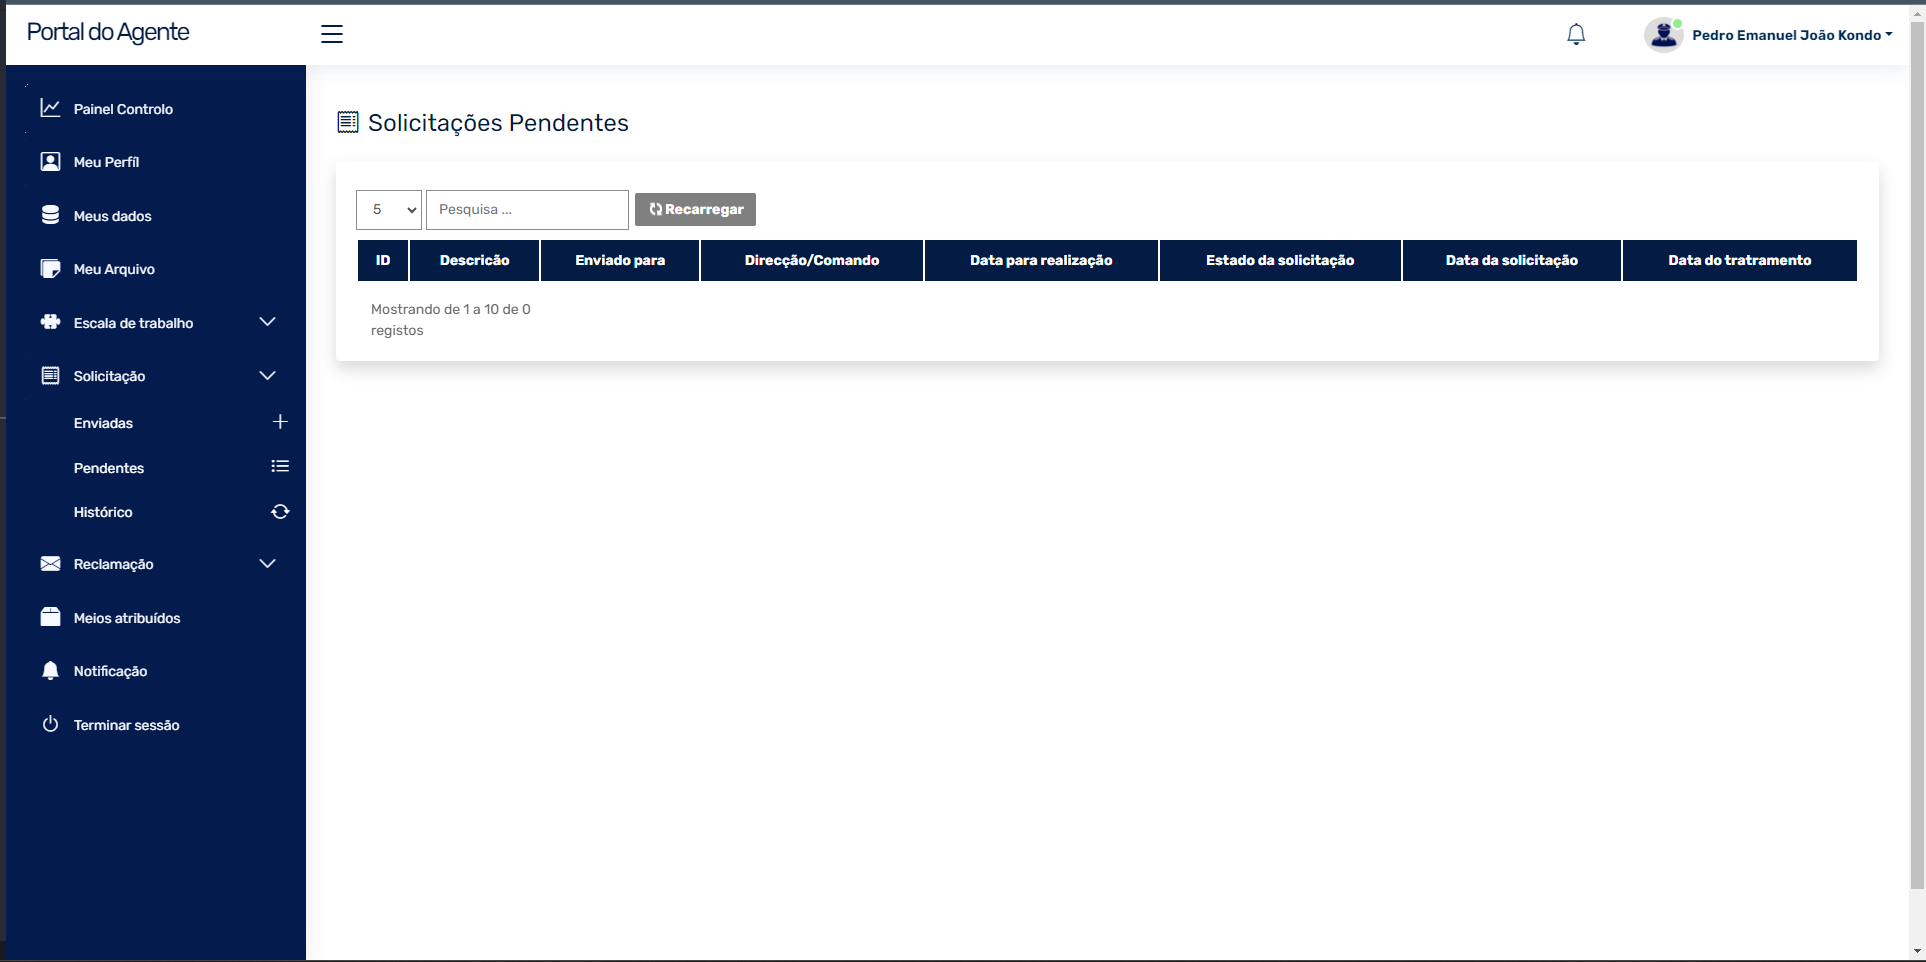 Portal do Agente
Pedro Emanuel João Kondo
Painel Controlo
Meu Perfíl
Meus dados
Meu Arquivo
Escala de trabalho
Solicitação
Enviadas
Pendentes
Histórico
Reclamação
Meios atribuídos
Notificação
Terminar sessão
Solicitações Pendentes
5 Pesquisa ... Recarregar
ID Descricão Enviado para Direcção/Comando Data para realização Estado da solicitação Data da solicitação Data do tratramento
Mostrando de 1 a 10 de 0
registos